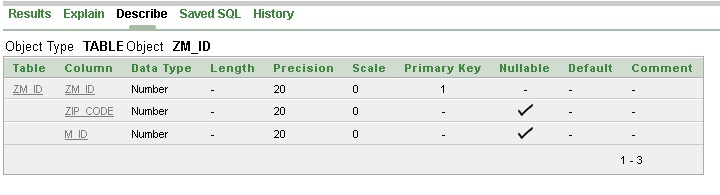 Results Explain Describe Saved SQL History
Object Type TABLE Object ZM_ID
Table Column Data Type Length Precision Scale Primary Key Nullable Default Comment
ZM_ID ZM_ID Number - 20 0 1 - - -
ZIP_CODE Number - 20 0 - ✓ - -
M_ID Number - 20 0 - ✓ - -
1 - 3